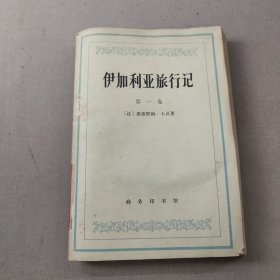 伊加利亚旅行记
第一卷
〔法〕埃蒂耶纳·卡贝著
商务印书馆